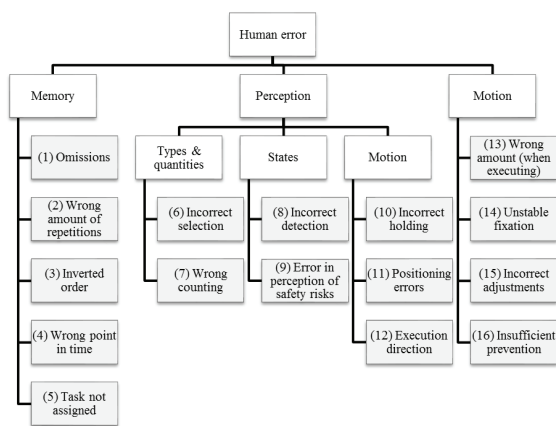 Human error
Memory
Perception
Motion
(1) Omissions
(2) Wrong
amount of
repetitions
(3) Inverted
order
(4) Wrong point
in time
(5) Task not
assigned
Types &
quantities
(6) Incorrect
selection
(7) Wrong
counting
States
(8) Incorrect
detection
(9) Error in
perception of
safety risks
Motion
(10) Incorrect
holding
(11) Positioning
errors
(12) Execution
direction
(13) Wrong
amount (when
executing)
(14) Unstable
fixation
(15) Incorrect
adjustments
(16) Insufficient
prevention